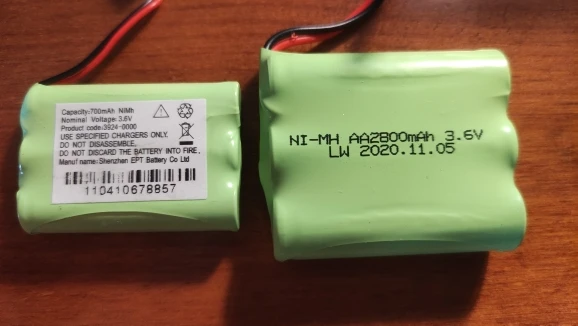 Capacity:700mAh NiMh
Nominal Voltage:3.6V
Product code:3924-0000
USE SPECIFIED CHARGERS ONLY.
DO NOT DISASSEMBLE.
DO NOT DISCARD THE BATTERY INTO FIRE.
Manuf name:Shenzhen EPT Battery Co Ltd
110410678857
NI-MH AA2800mAh 3.6V
LW 2020.11.05